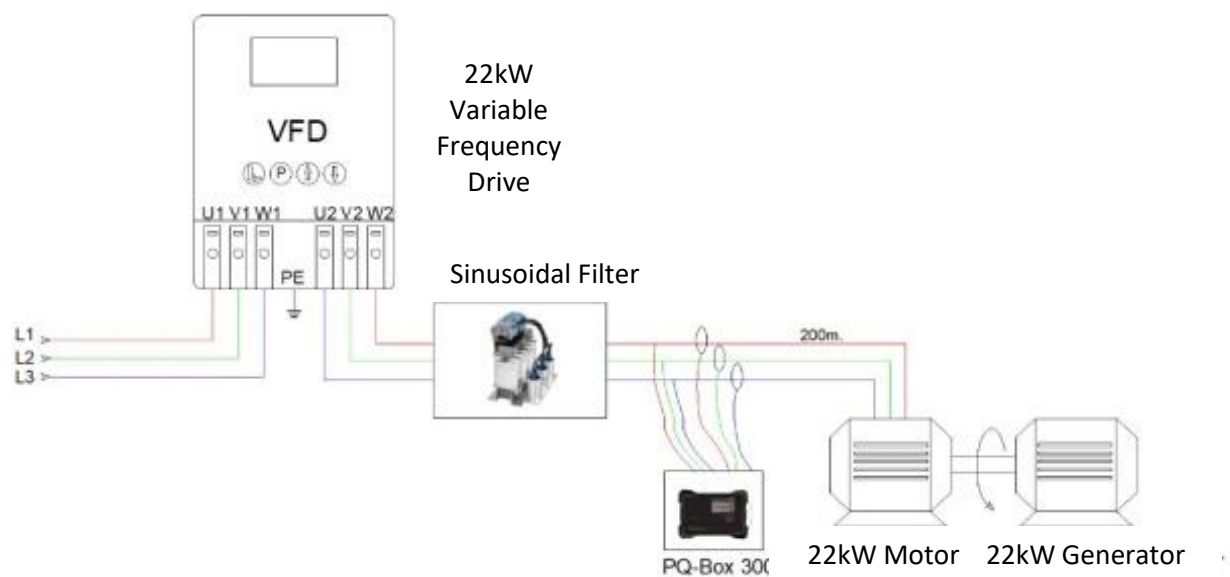 22kW
Variable
Frequency
Drive
VFD
P
U1 V1 W1
U2 V2 W2
PE
Sinusoidal Filter
L1
L2
L3
200m.
PQ-Box 300
22kW Motor
22kW Generator